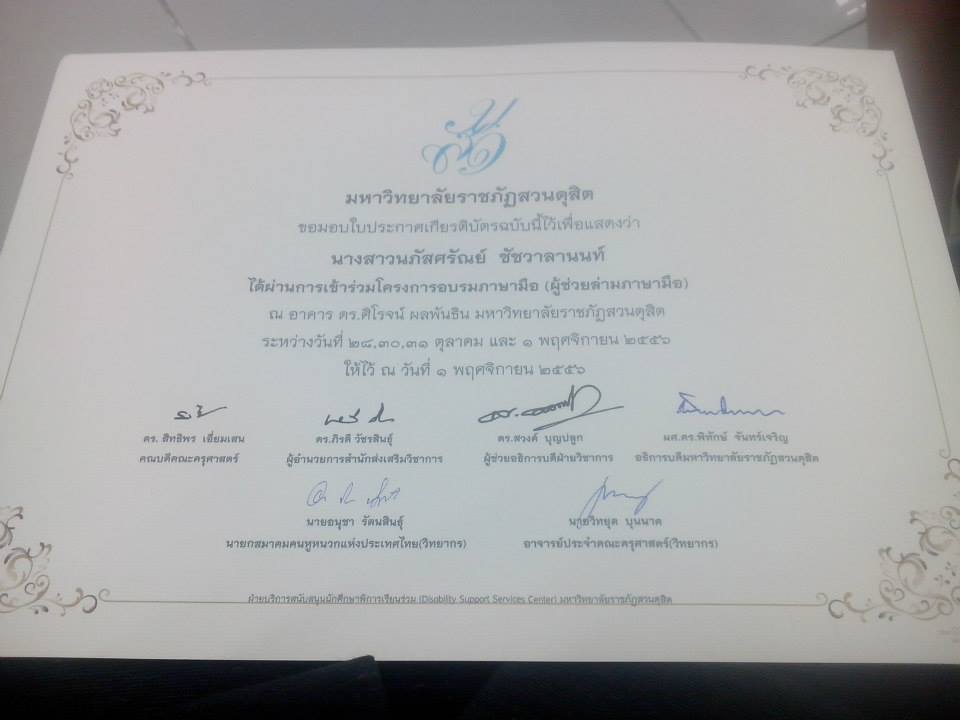 มหาวิทยาลัยราชภัฏสวนดุสิต
ขอมอบใบประกาศเกียรติบัตรฉบับนี้ไว้เพื่อแสดงว่า
นางสาวนภัสศรัณย์ ชัชวาลานนท์
ได้ผ่านการเข้าร่วมโครงการอบรมภาษามือ (ผู้ช่วยล่ามภาษามือ)
ณ อาคาร ดร.ศิโรจน์ ผลพันธิน มหาวิทยาลัยราชภัฏสวนดุสิต
ระหว่างวันที่ ๒๘,๓๐,๓๑ ตุลาคม และ ๑ พฤศจิกายน ๒๕๕๖
ให้ไว้ ณ วันที่ ๑ พฤศจิกายน ๒๕๕๖
ดร. สิทธิพร เอี่ยมเสน ดร.ภิรดี วัชรสินธุ์ ดร.สวงค์ บุญปลูก ผศ.ดร.พิทักษ์ จันทร์เจริญ
คณบดีคณะครุศาสตร์ ผู้อำนวยการสำนักส่งเสริมวิชาการ ผู้ช่วยอธิการบดีฝ่ายวิชาการ อธิการบดีมหาวิทยาลัยราชภัฏสวนดุสิต
นายอนุชา รัตนสินธุ์ นายวิทยุต บุนนาค
นายกสมาคมคนหูหนวกแห่งประเทศไทย(วิทยากร) อาจารย์ประจำคณะครุศาสตร์(วิทยากร)
ฝ่ายบริการสนับสนุนนักศึกษาพิการเรียนร่วม (Disability Support Services Center) มหาวิทยาลัยราชภัฏสวนดุสิต